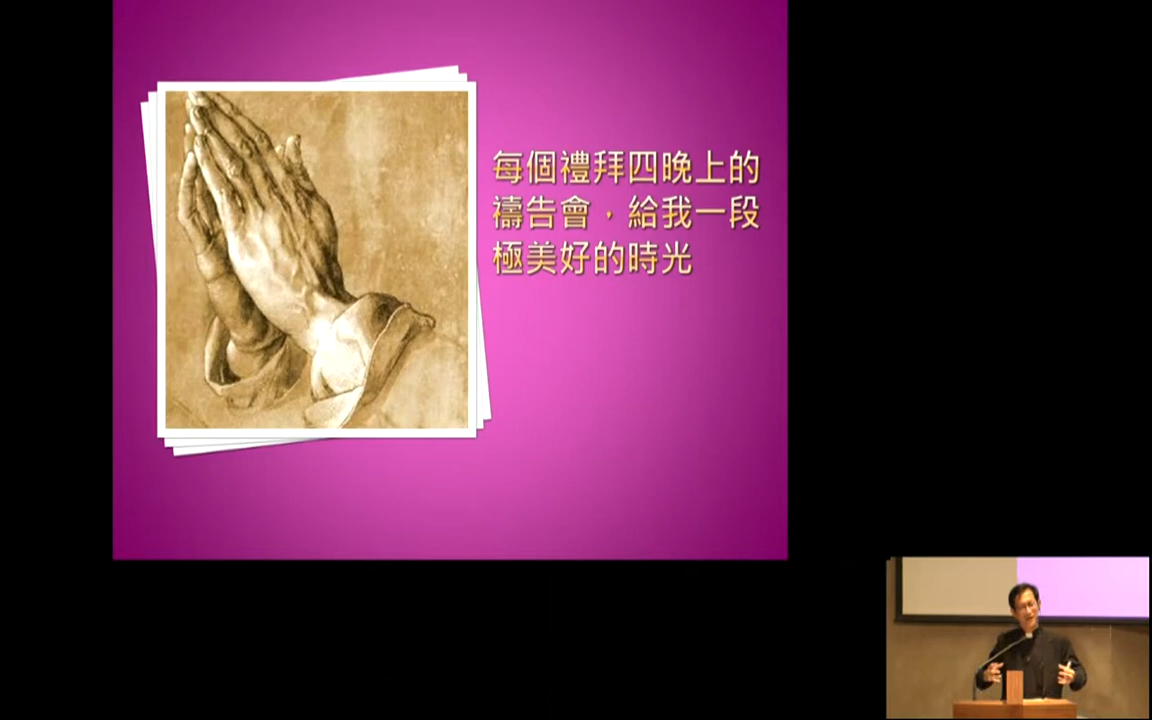 每個禮拜四晚上的
禱告會，給我一段
極美好的時光